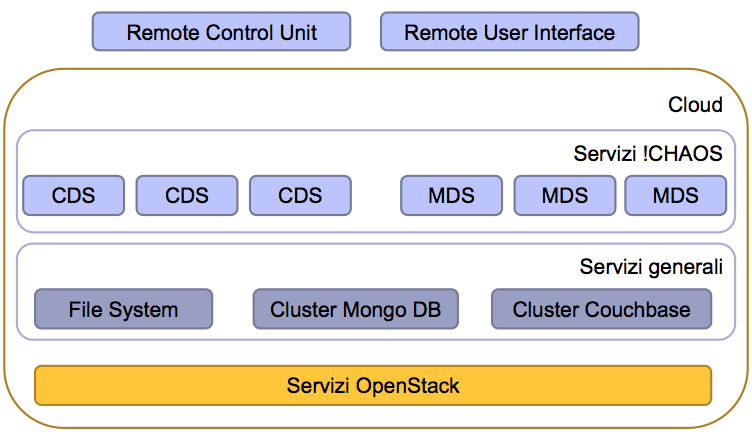 Remote Control Unit
Remote User Interface
Cloud
Servizi !CHAOS
CDS
CDS
CDS
MDS
MDS
MDS
Servizi generali
File System
Cluster Mongo DB
Cluster Couchbase
Servizi OpenStack